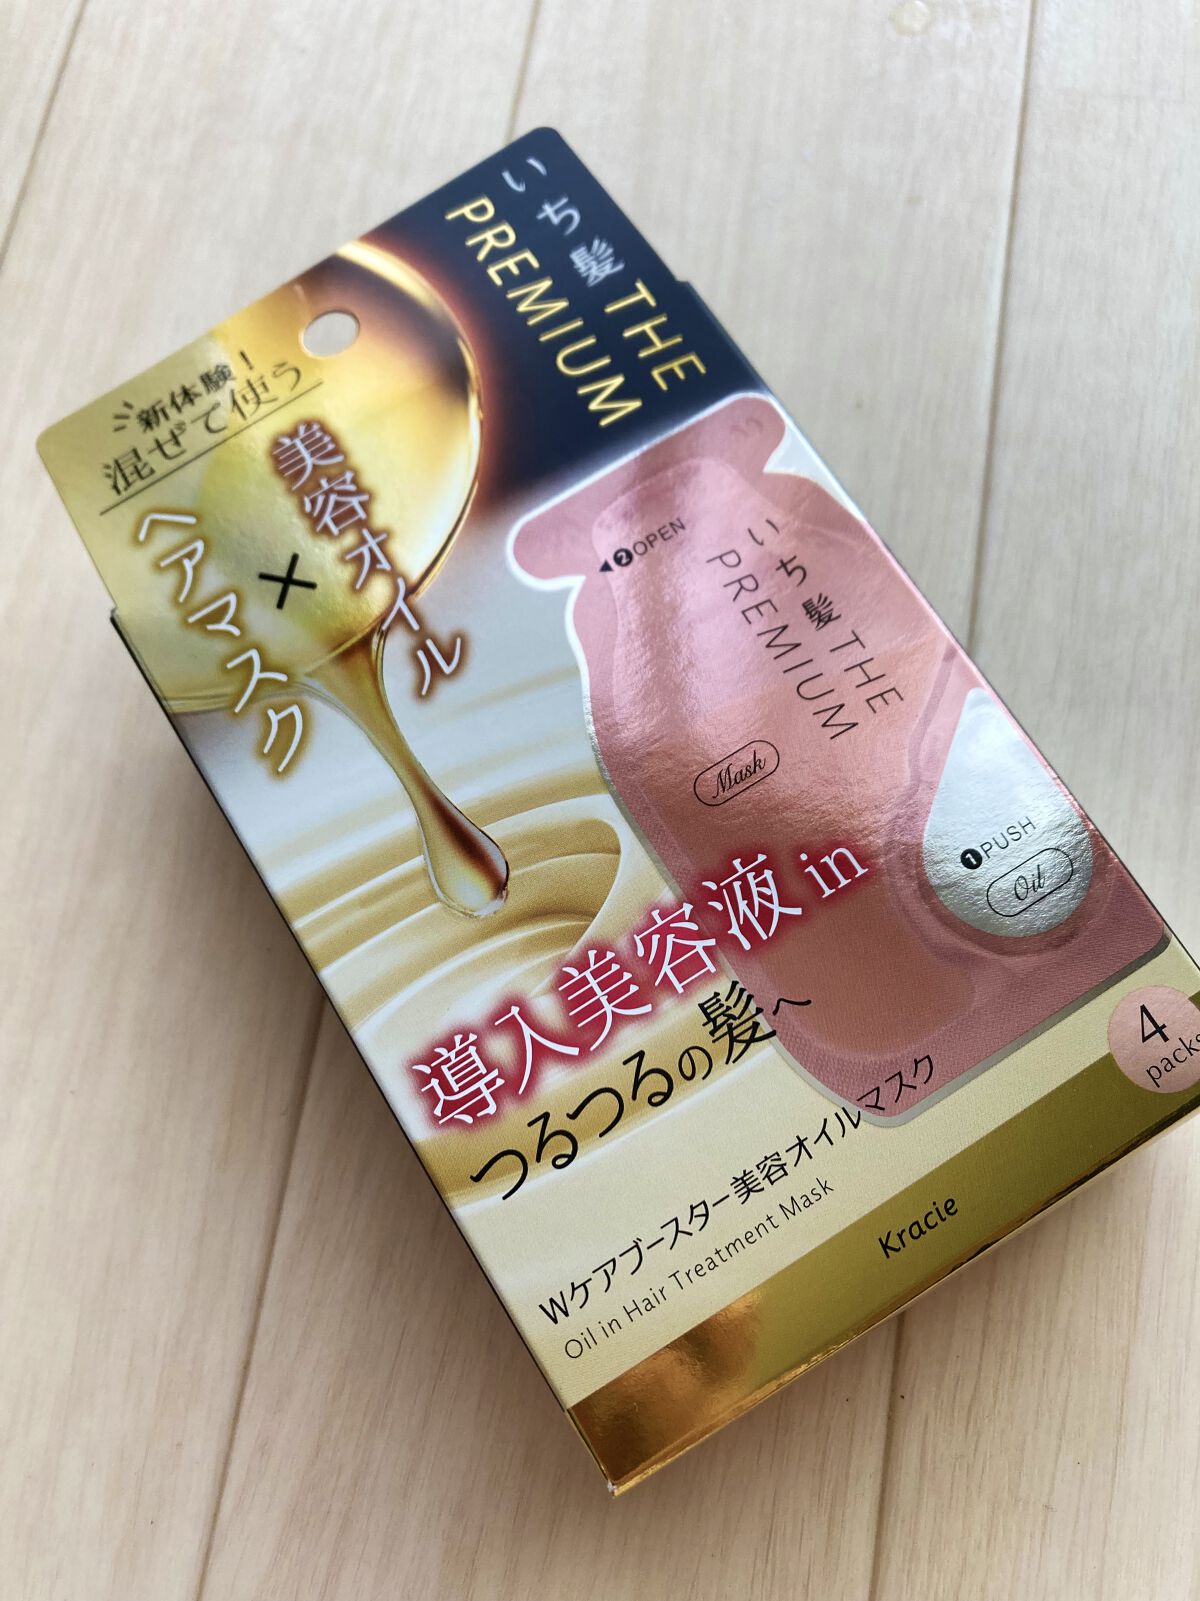 いち髪 THE
PREMIUM
新体験！
混ぜて使う
美容オイル
×
ヘアマスク
❷OPEN
いち髪 THE
PREMIUM
Mask
❶PUSH
Oil
導入美容液 in
つるつるの髪へ
4
packs
Wケアブースター美容オイルマスク
Oil in Hair Treatment Mask
Kracie